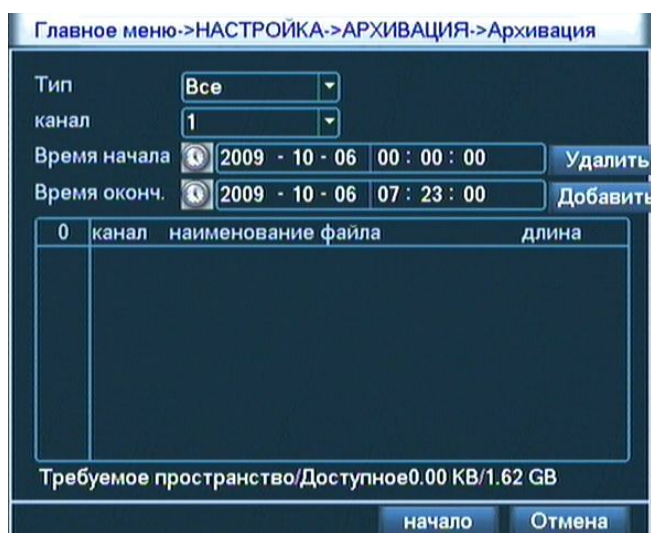 Главное меню->НАСТРОЙКА->АРХИВАЦИЯ->Архивация
Тип Все
канал 1
Время начала 2009 - 10 - 06 00 : 00 : 00 Удалить
Время оконч. 2009 - 10 - 06 07 : 23 : 00 Добавить
0 канал наименование файла длина
Требуемое пространство/Доступное0.00 KB/1.62 GB
начало Отмена